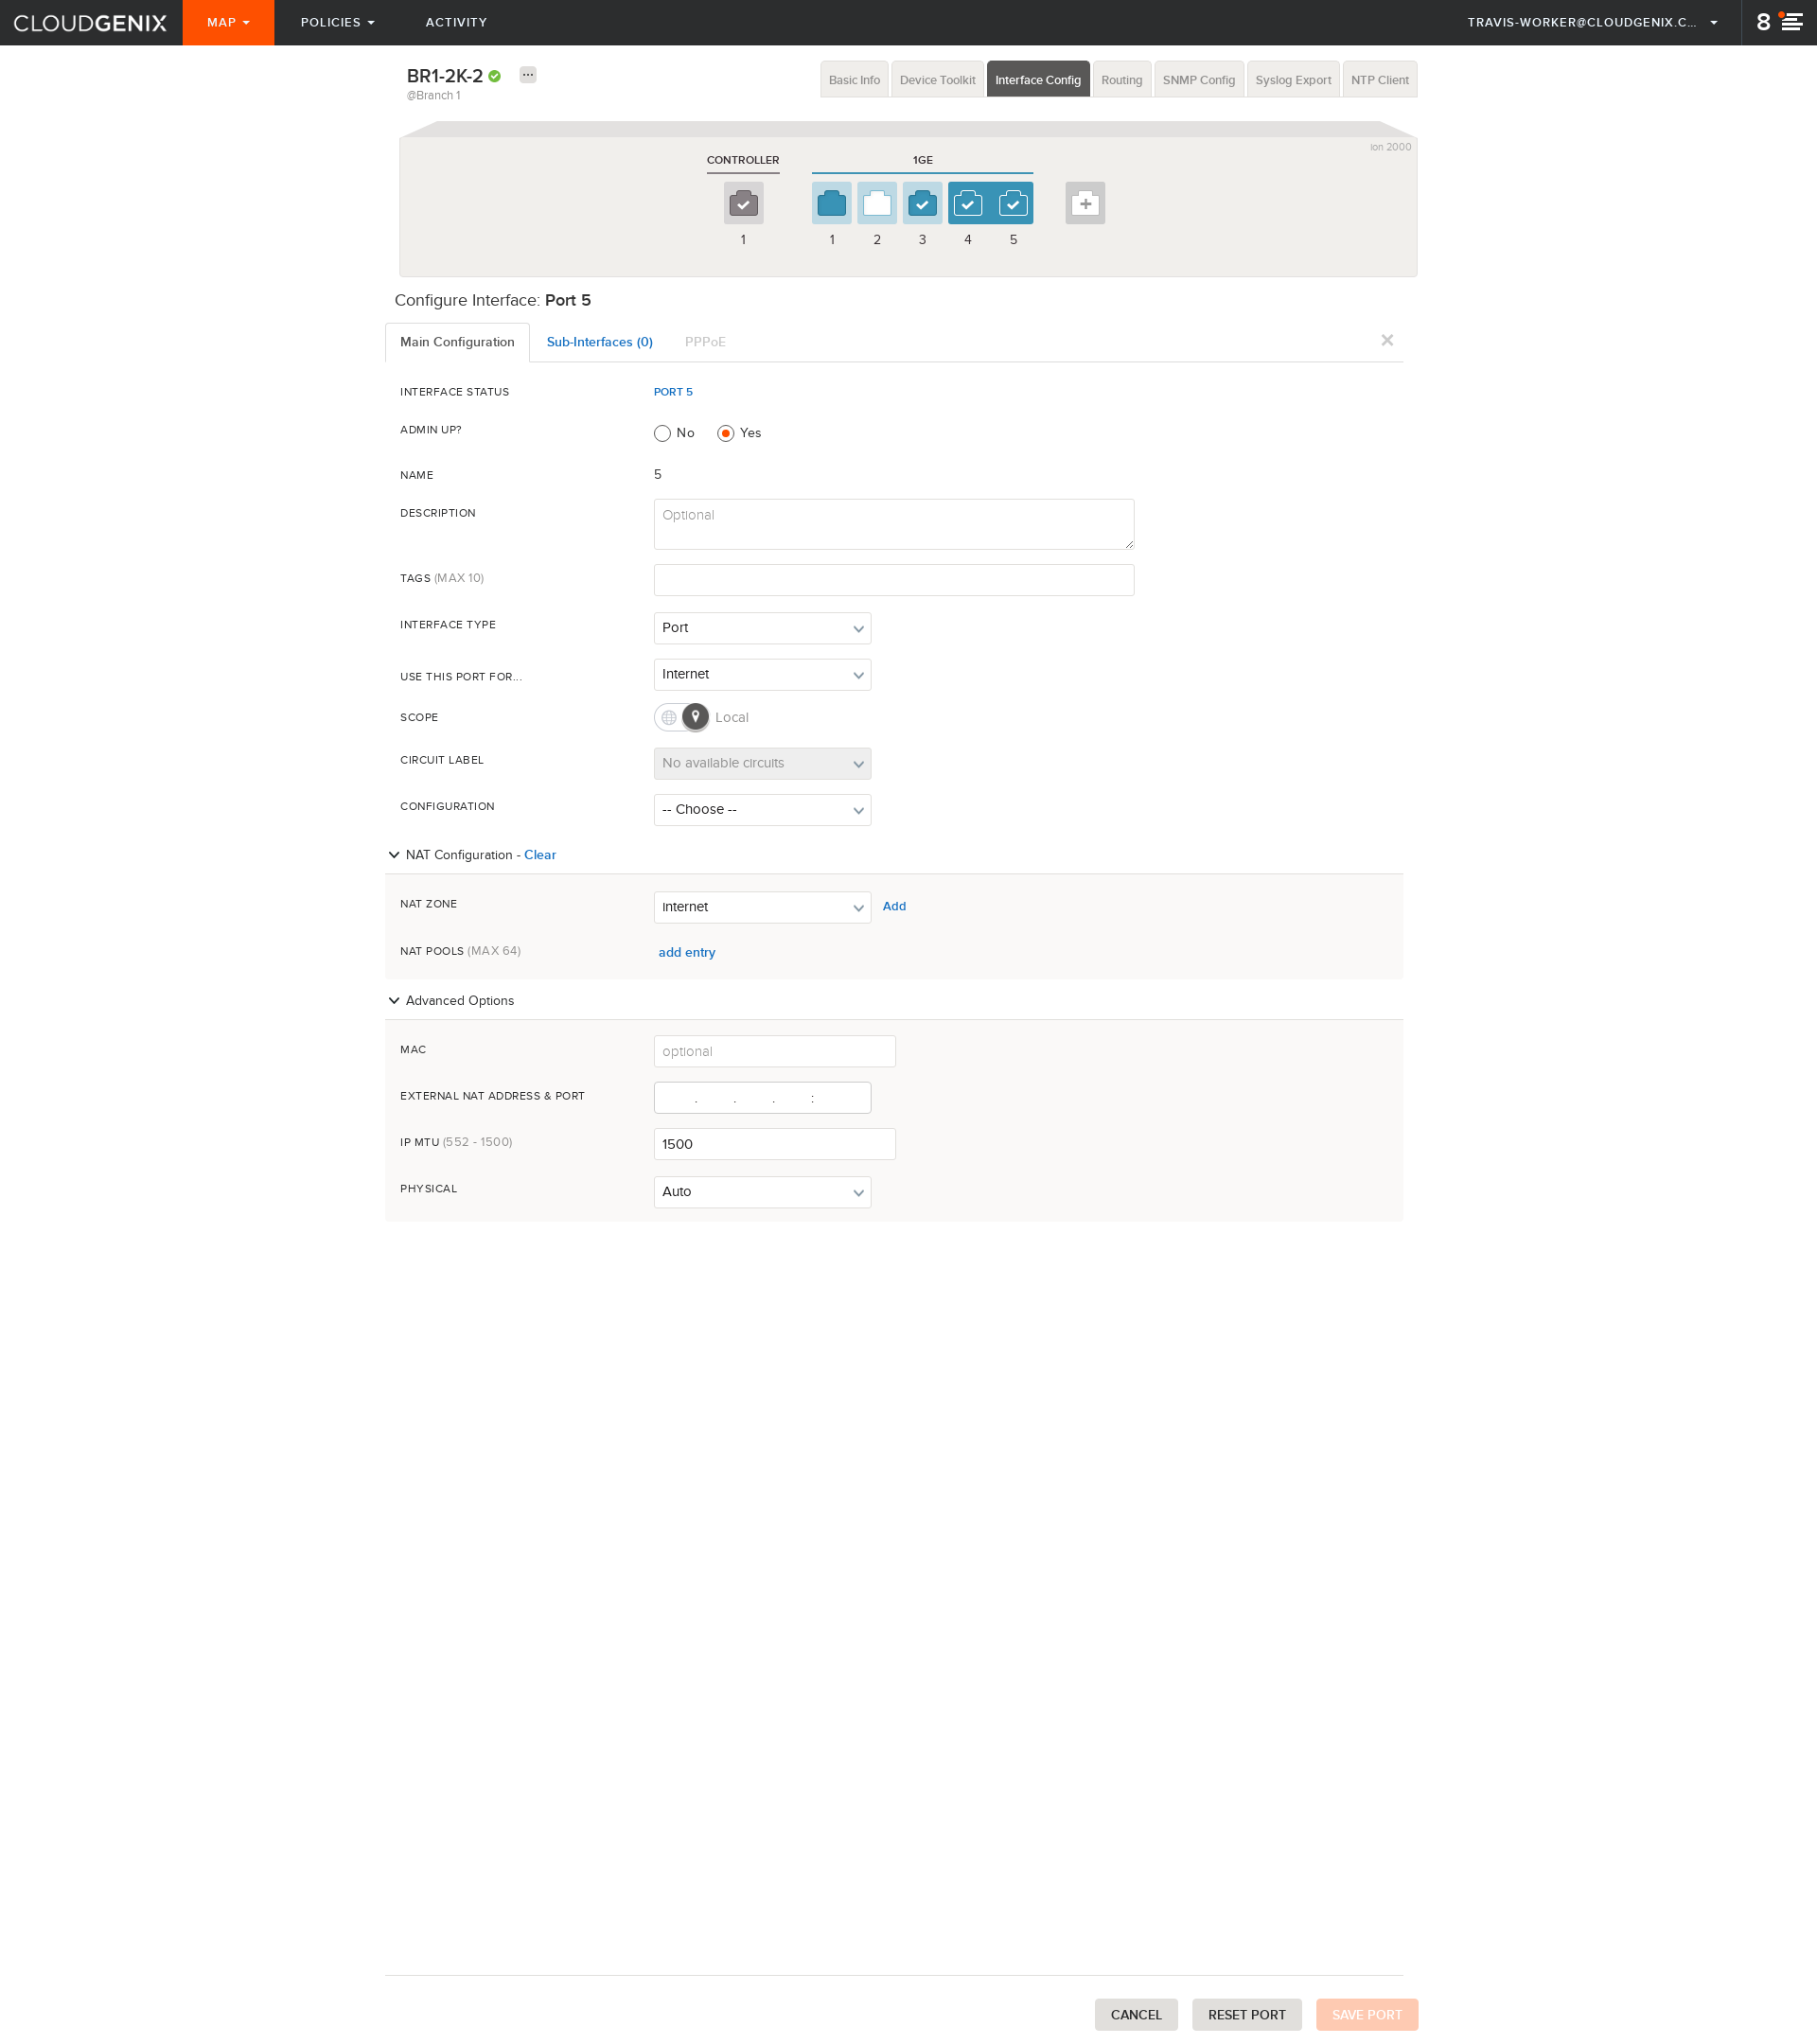 CLOUDGENIX MAP POLICIES ACTIVITY TRAVIS-WORKER@CLOUDGENIX.C... 8
BR1-2K-2 ...
@Branch 1
Basic Info Device Toolkit Interface Config Routing SNMP Config Syslog Export NTP Client
ion 2000
CONTROLLER 1GE
1 1 2 3 4 5
Configure Interface: Port 5
Main Configuration Sub-Interfaces (0) PPPoE
INTERFACE STATUS PORT 5
ADMIN UP? No Yes
NAME 5
DESCRIPTION Optional
TAGS (MAX 10)
INTERFACE TYPE Port
USE THIS PORT FOR... Internet
SCOPE Local
CIRCUIT LABEL No available circuits
CONFIGURATION -- Choose --
NAT Configuration - Clear
NAT ZONE internet Add
NAT POOLS (MAX 64) add entry
Advanced Options
MAC optional
EXTERNAL NAT ADDRESS & PORT . . . :
IP MTU (552 - 1500) 1500
PHYSICAL Auto
CANCEL RESET PORT SAVE PORT